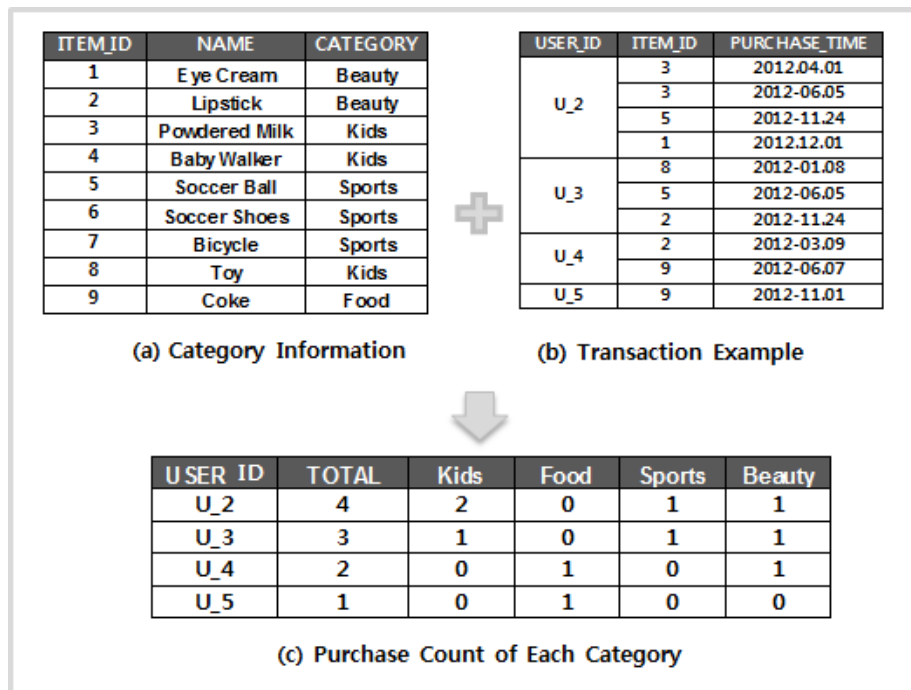 ITEM_ID NAME CATEGORY
1 Eye Cream Beauty
2 Lipstick Beauty
3 Powdered Milk Kids
4 Baby Walker Kids
5 Soccer Ball Sports
6 Soccer Shoes Sports
7 Bicycle Sports
8 Toy Kids
9 Coke Food
(a) Category Information
USER_ID ITEM_ID PURCHASE_TIME
U_2 3 2012.04.01
3 2012-06.05
5 2012-11.24
1 2012.12.01
U_3 8 2012-01.08
5 2012-06.05
2 2012-11.24
U_4 2 2012-03.09
9 2012-06.07
U_5 9 2012-11.01
(b) Transaction Example
USER ID TOTAL Kids Food Sports Beauty
U_2 4 2 0 1 1
U_3 3 1 0 1 1
U_4 2 0 1 0 1
U_5 1 0 1 0 0
(c) Purchase Count of Each Category